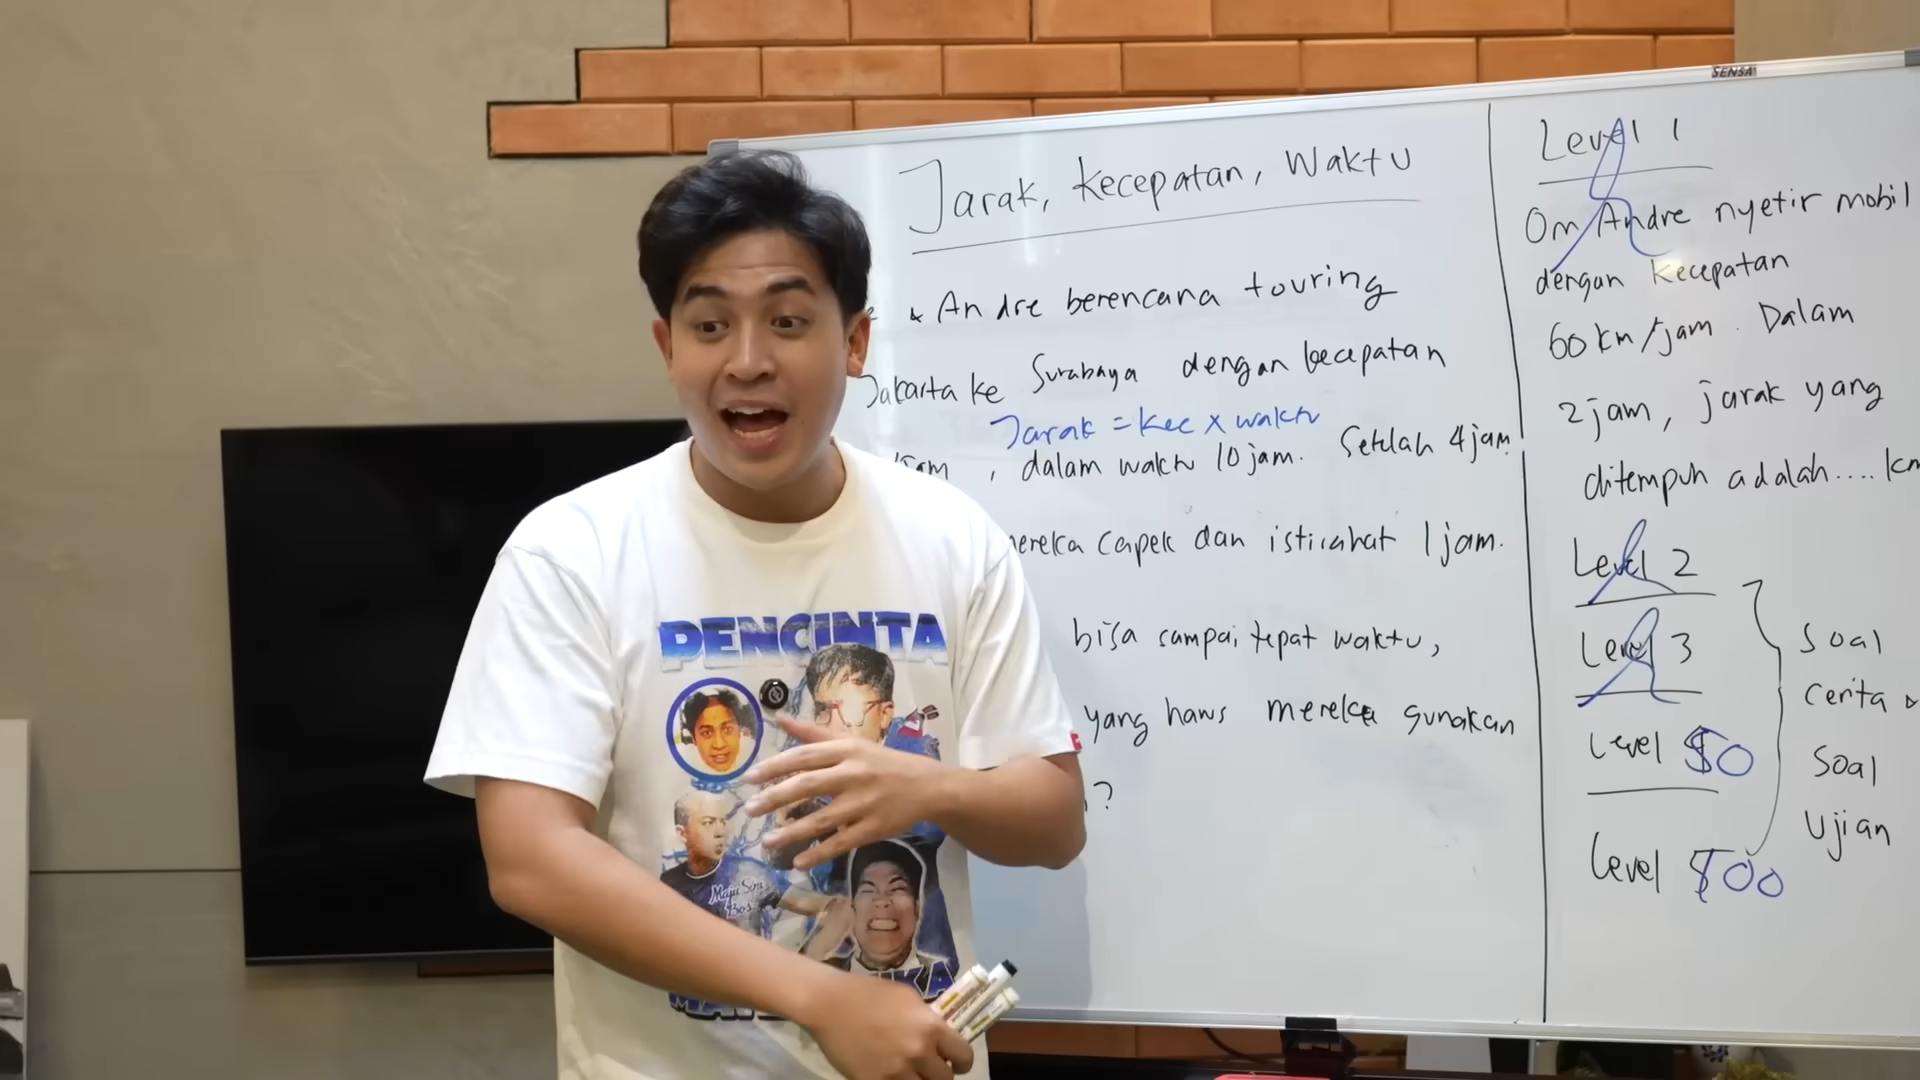 SENSA
Jarak, Kecepatan, Waktu
& Andre berencana touring
Jakarta ke Surabaya dengan kecepatan
Jarak = kec x waktu
, dalam waktu 10 jam. Setelah 4 jam
mereka capek dan istirahat 1 jam.
bisa sampai tepat waktu,
yang harus mereka gunakan
?
Level 1
Om Andre nyetir mobil
dengan kecepatan
60 km/jam. Dalam
2 jam, jarak yang
ditempuh adalah.... km
Level 2
Level 3
Level 50
Level 500
Soal
Cerita &
Soal
Ujian
PENCINTA
Maju Sini
Bos